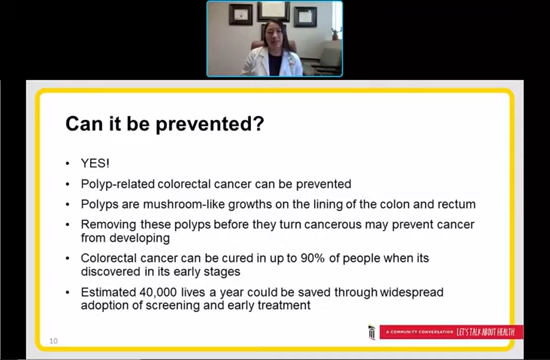 Can it be prevented?
• YES!
• Polyp-related colorectal cancer can be prevented
• Polyps are mushroom-like growths on the lining of the colon and rectum
• Removing these polyps before they turn cancerous may prevent cancer
from developing
• Colorectal cancer can be cured in up to 90% of people when its
discovered in its early stages
• Estimated 40,000 lives a year could be saved through widespread
adoption of screening and early treatment
10
A COMMUNITY CONVERSATION LET'S TALK ABOUT HEALTH